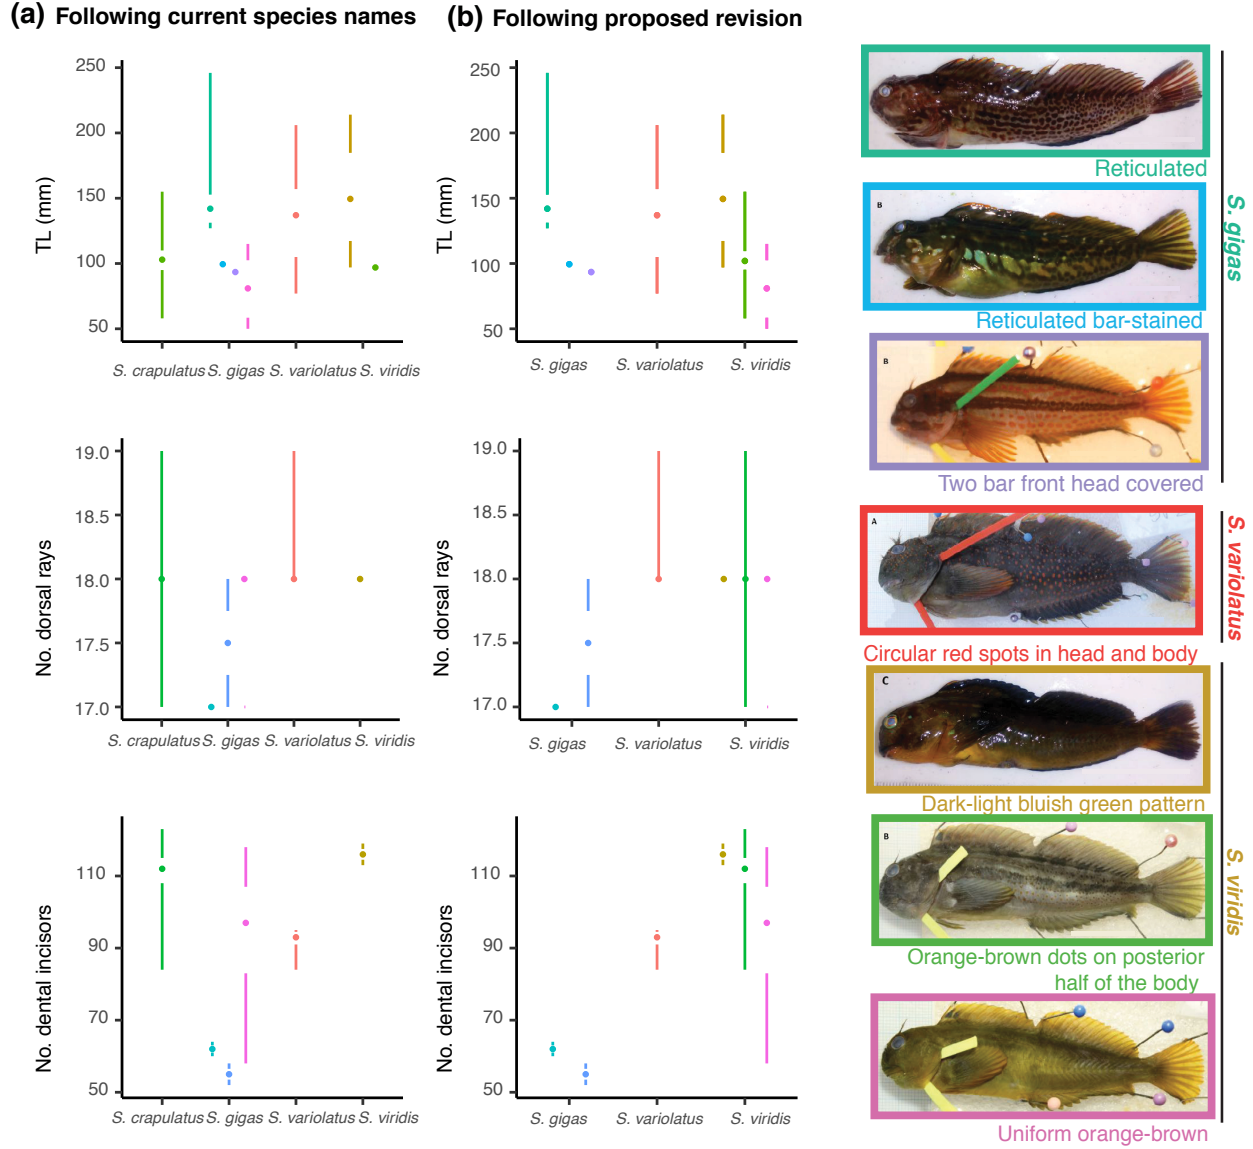 (a) Following current species names
(b) Following proposed revision
250
200
150
100
50
TL (mm)
S. crapulatus S. gigas S. variolatus S. viridis
250
200
150
100
50
TL (mm)
S. gigas S. variolatus S. viridis
19.0
18.5
18.0
17.5
17.0
No. dorsal rays
S. crapulatus S. gigas S. variolatus S. viridis
19.0
18.5
18.0
17.5
17.0
No. dorsal rays
S. gigas S. variolatus S. viridis
110
90
70
50
No. dental incisors
S. crapulatus S. gigas S. variolatus S. viridis
110
90
70
50
No. dental incisors
S. gigas S. variolatus S. viridis
Reticulated
B
Reticulated bar-stained
B
Two bar front head covered
S. gigas
A
Circular red spots in head and body
S. variolatus
C
Dark-light bluish green pattern
B
Orange-brown dots on posterior
half of the body
Uniform orange-brown
S. viridis